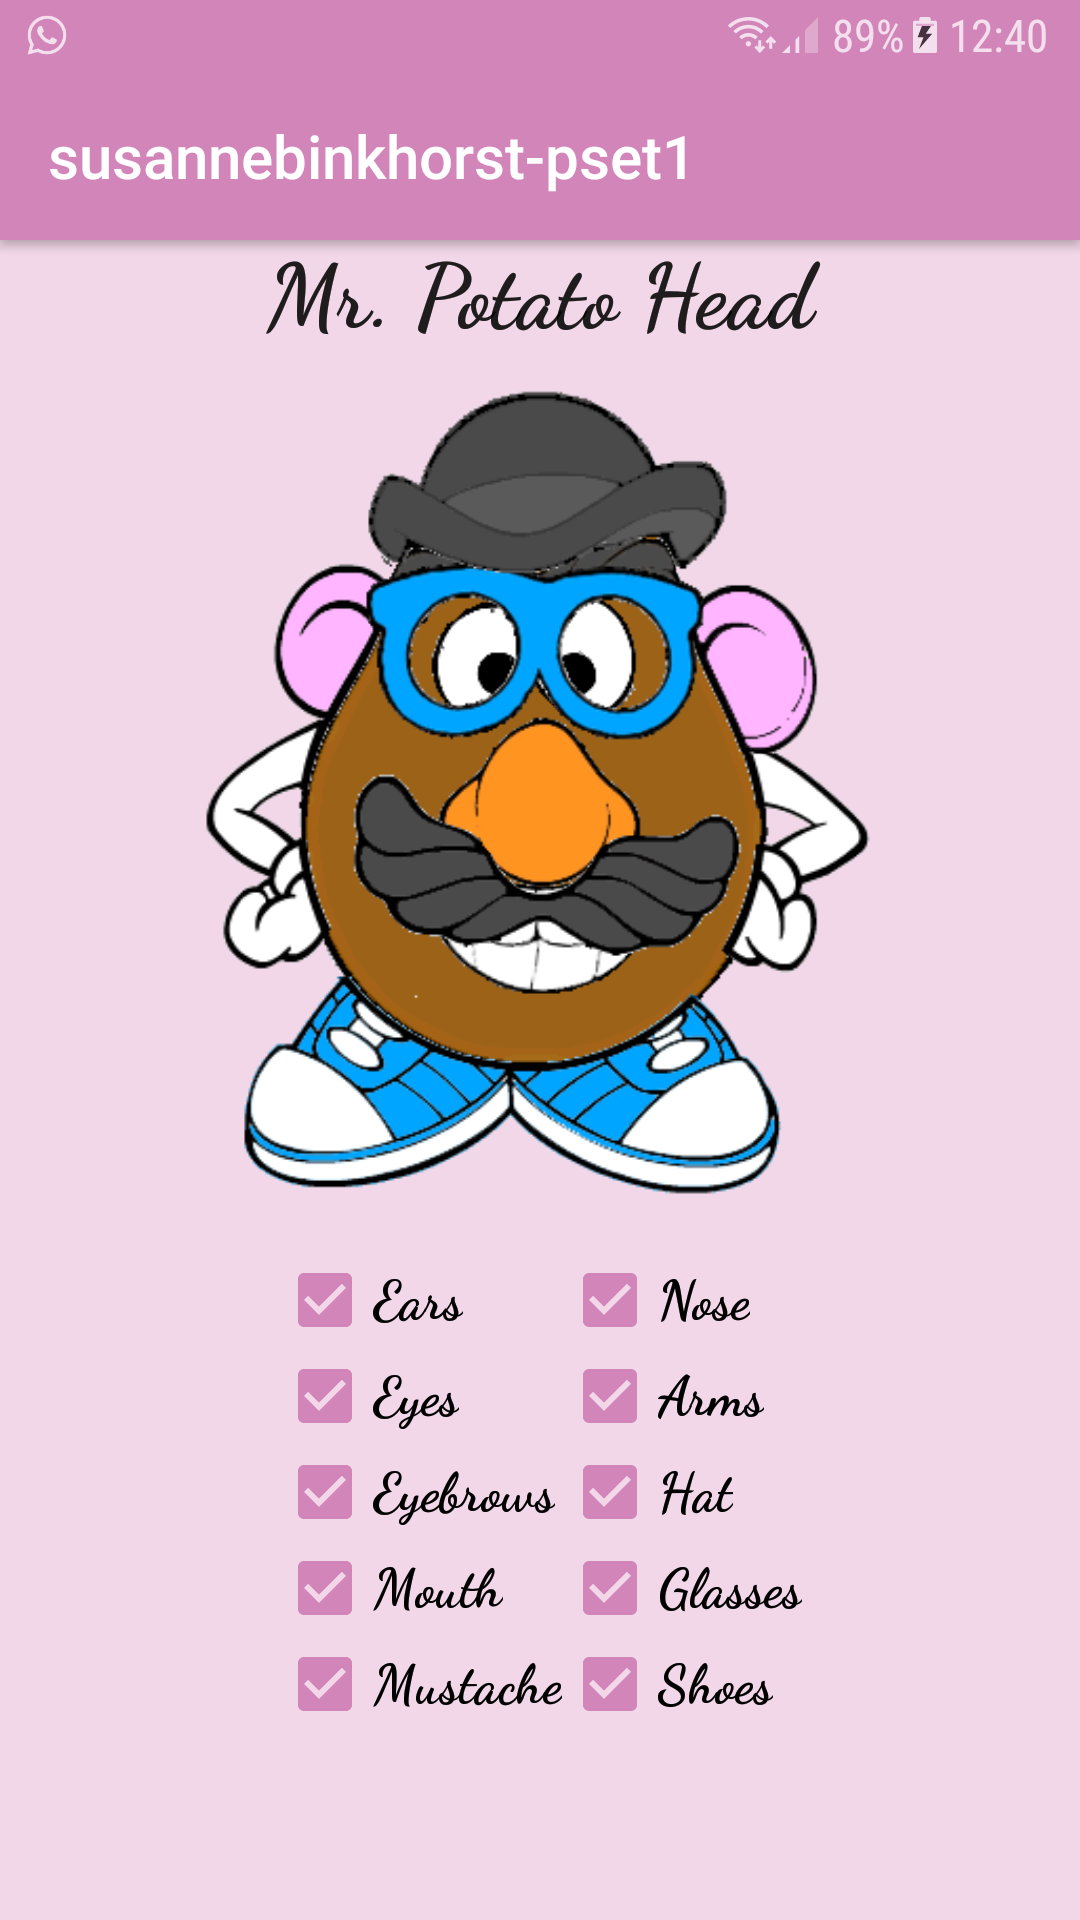 89% 12:40
susannebinkhorst-pset1
Mr. Potato Head
Ears Nose
Eyes Arms
Eyebrows Hat
Mouth Glasses
Mustache Shoes